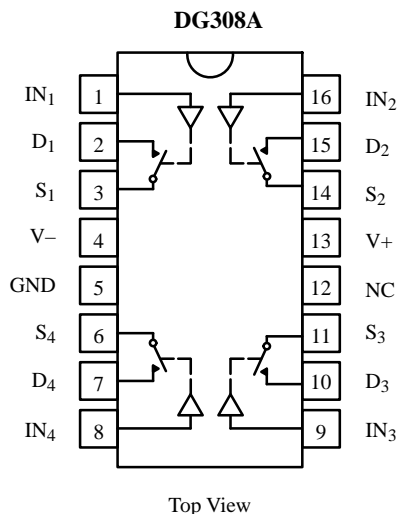 DG308A
IN1 1 16 IN2
D1 2 15 D2
S1 3 14 S2
V– 4 13 V+
GND 5 12 NC
S4 6 11 S3
D4 7 10 D3
IN4 8 9 IN3
Top View